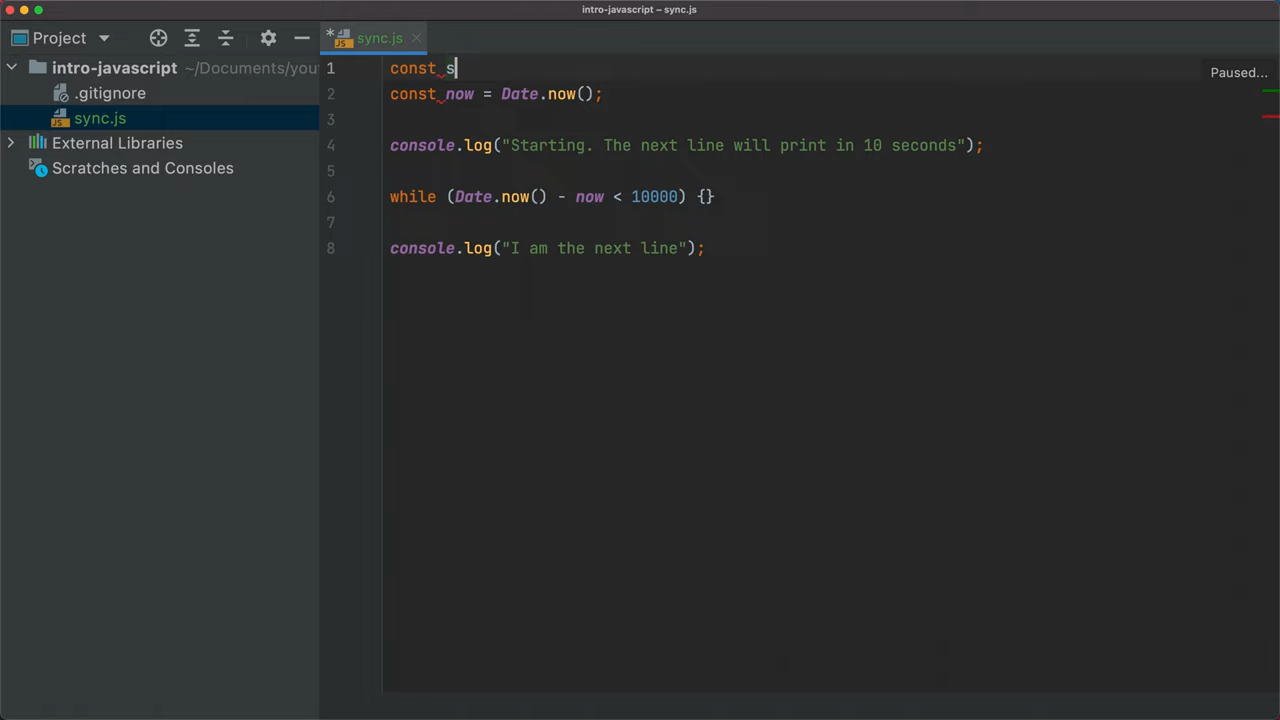 intro-javascript – sync.js
Project
* sync.js
intro-javascript ~/Documents/yout
.gitignore
sync.js
External Libraries
Scratches and Consoles
Paused...
1 const s
2 const now = Date.now();
3
4 console.log("Starting. The next line will print in 10 seconds");
5
6 while (Date.now() - now < 10000) {}
7
8 console.log("I am the next line");